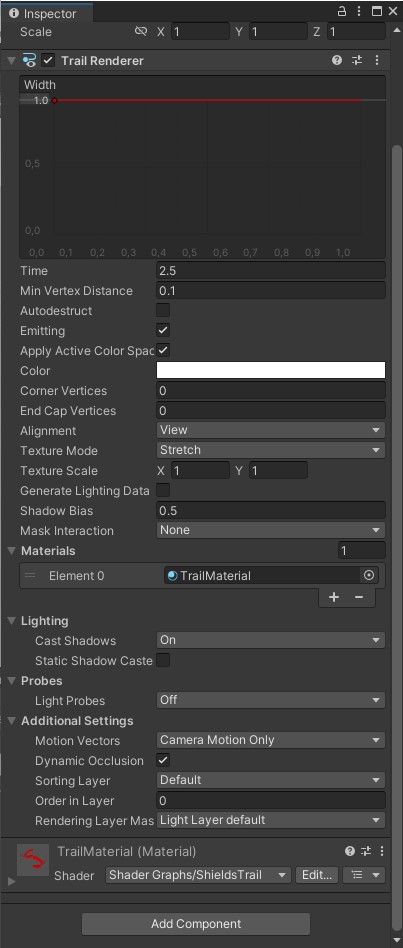 Inspector
Scale X 1 Y 1 Z 1
Trail Renderer
Width
1.0
0,5
0,0
0,0 0,1 0,2 0,3 0,4 0,5 0,6 0,7 0,8 0,9 1,0
Time 2.5
Min Vertex Distance 0.1
Autodestruct
Emitting
Apply Active Color Spac
Color
Corner Vertices 0
End Cap Vertices 0
Alignment View
Texture Mode Stretch
Texture Scale X 1 Y 1
Generate Lighting Data
Shadow Bias 0.5
Mask Interaction None
Materials 1
Element 0 TrailMaterial
+ −
Lighting
Cast Shadows On
Static Shadow Caste
Probes
Light Probes Off
Additional Settings
Motion Vectors Camera Motion Only
Dynamic Occlusion
Sorting Layer Default
Order in Layer 0
Rendering Layer Mas Light Layer default
TrailMaterial (Material)
Shader Shader Graphs/ShieldsTrail Edit...
Add Component